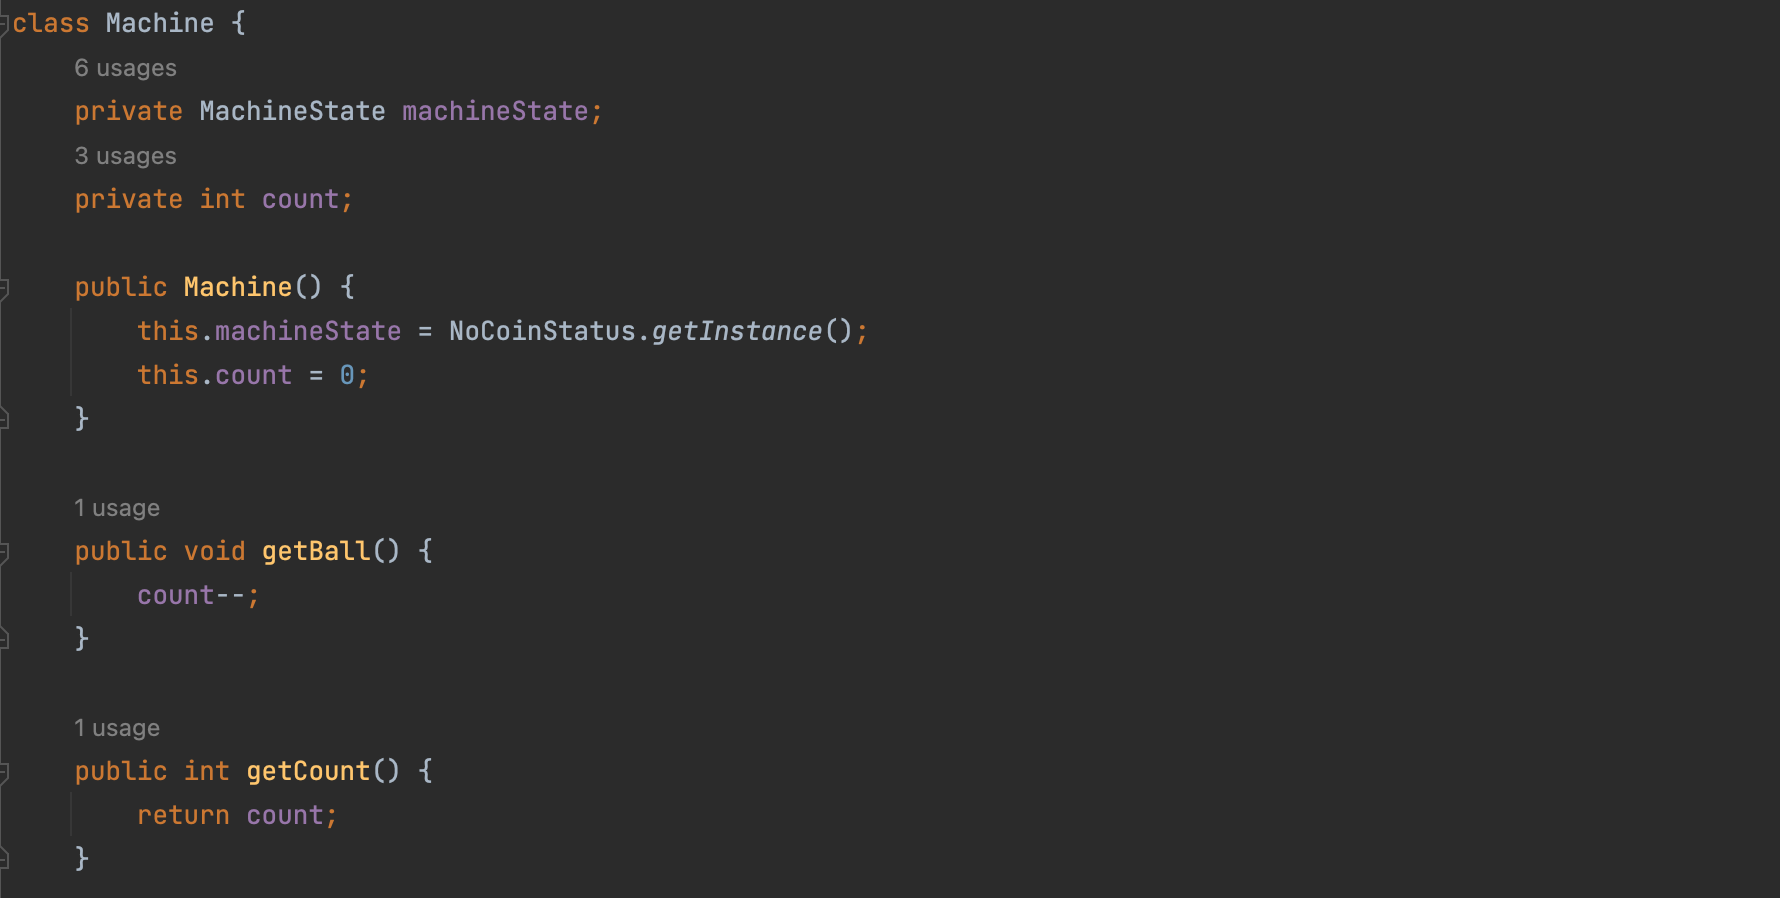 class Machine {
6 usages
private MachineState machineState;
3 usages
private int count;
public Machine() {
this.machineState = NoCoinStatus.getInstance();
this.count = 0;
}
1 usage
public void getBall() {
count--;
}
1 usage
public int getCount() {
return count;
}